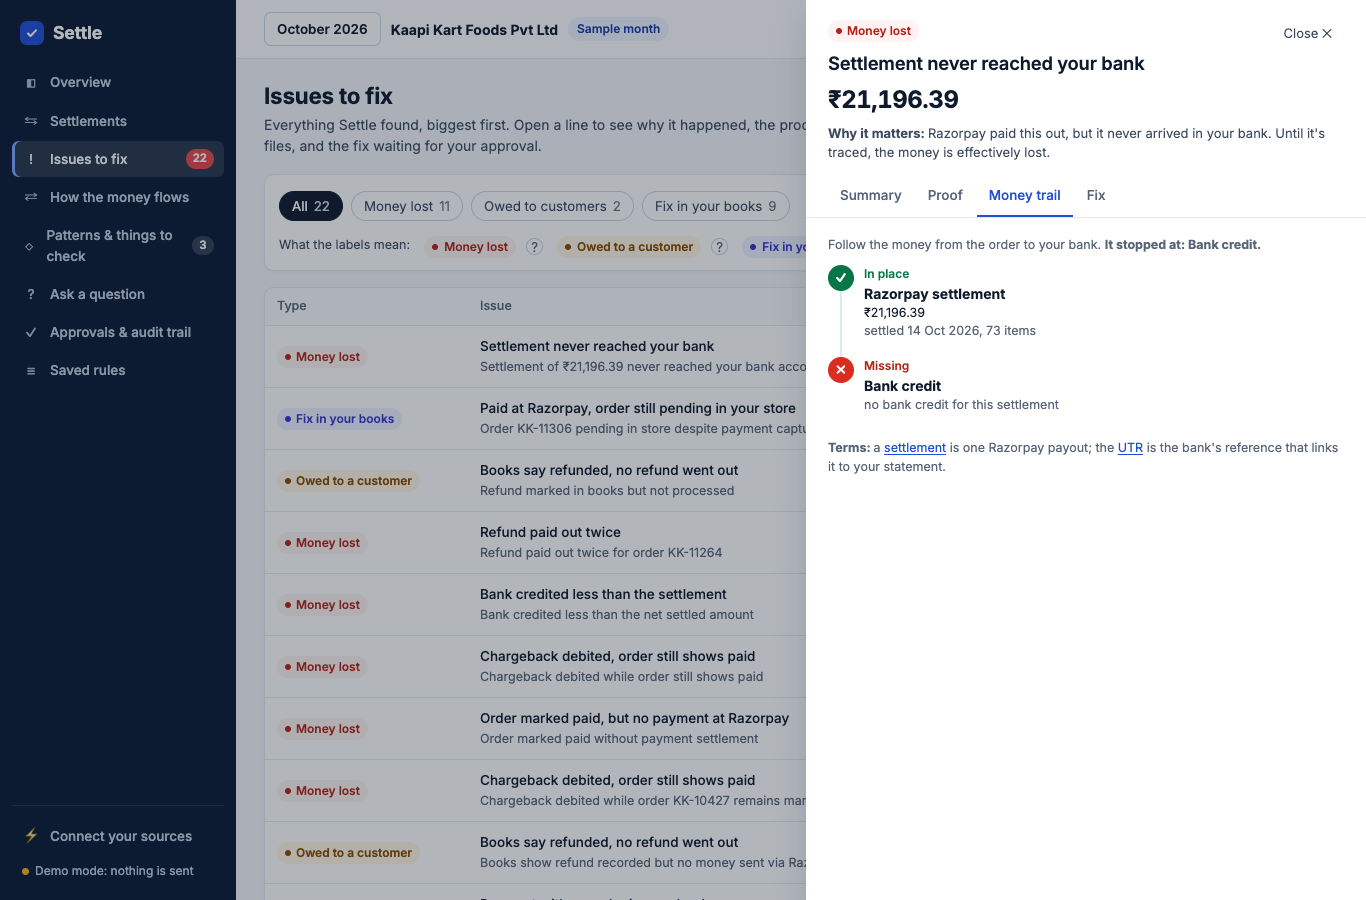 Settle
Overview
Settlements
Issues to fix 22
How the money flows
Patterns & things to
check 3
Ask a question
Approvals & audit trail
Saved rules
Connect your sources
Demo mode: nothing is sent
October 2026 Kaapi Kart Foods Pvt Ltd Sample month
Issues to fix
Everything Settle found, biggest first. Open a line to see why it happened, the
files, and the fix waiting for your approval.
All 22 Money lost 11 Owed to customers 2 Fix in your books 9
What the labels mean: Money lost ? Owed to a customer ? Fix in
Type Issue
Money lost Settlement never reached your bank
Settlement of ₹21,196.39 never reached your bank
Fix in your books Paid at Razorpay, order still pending in your store
Order KK-11306 pending in store despite payment
Owed to a customer Books say refunded, no refund went out
Refund marked in books but not processed
Money lost Refund paid out twice
Refund paid out twice for order KK-11264
Money lost Bank credited less than the settlement
Bank credited less than the net settled amount
Money lost Chargeback debited, order still shows paid
Chargeback debited while order still shows paid
Money lost Order marked paid, but no payment at Razorpay
Order marked paid without payment settlement
Money lost Chargeback debited, order still shows paid
Chargeback debited while order KK-10427 remains
Owed to a customer Books say refunded, no refund went out
Books show refund recorded but no money sent via
Money lost
Close ×
Settlement never reached your bank
₹21,196.39
Why it matters: Razorpay paid this out, but it never arrived in your bank. Until it's
traced, the money is effectively lost.
Summary Proof Money trail Fix
Follow the money from the order to your bank. It stopped at: Bank credit.
In place
Razorpay settlement
₹21,196.39
settled 14 Oct 2026, 73 items
Missing
Bank credit
no bank credit for this settlement
Terms: a settlement is one Razorpay payout; the UTR is the bank's reference that links
it to your statement.